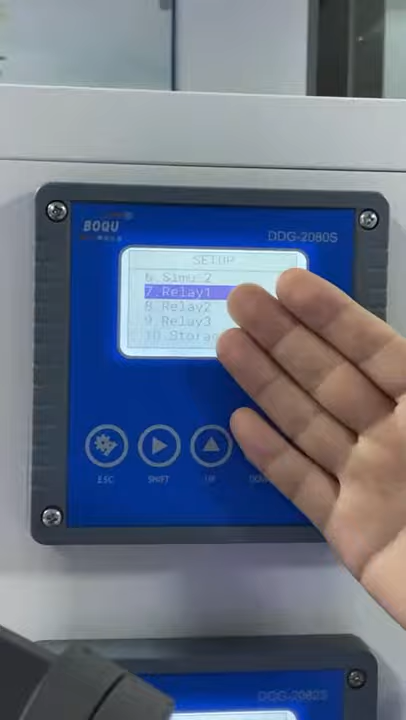 BOQU
DDG-2080S
SETUP
6.Simu 2
7.Relay1
8.Relay2
9.Relay3
10.Stora
ESC
SHIFT
UP
DDG-2080S